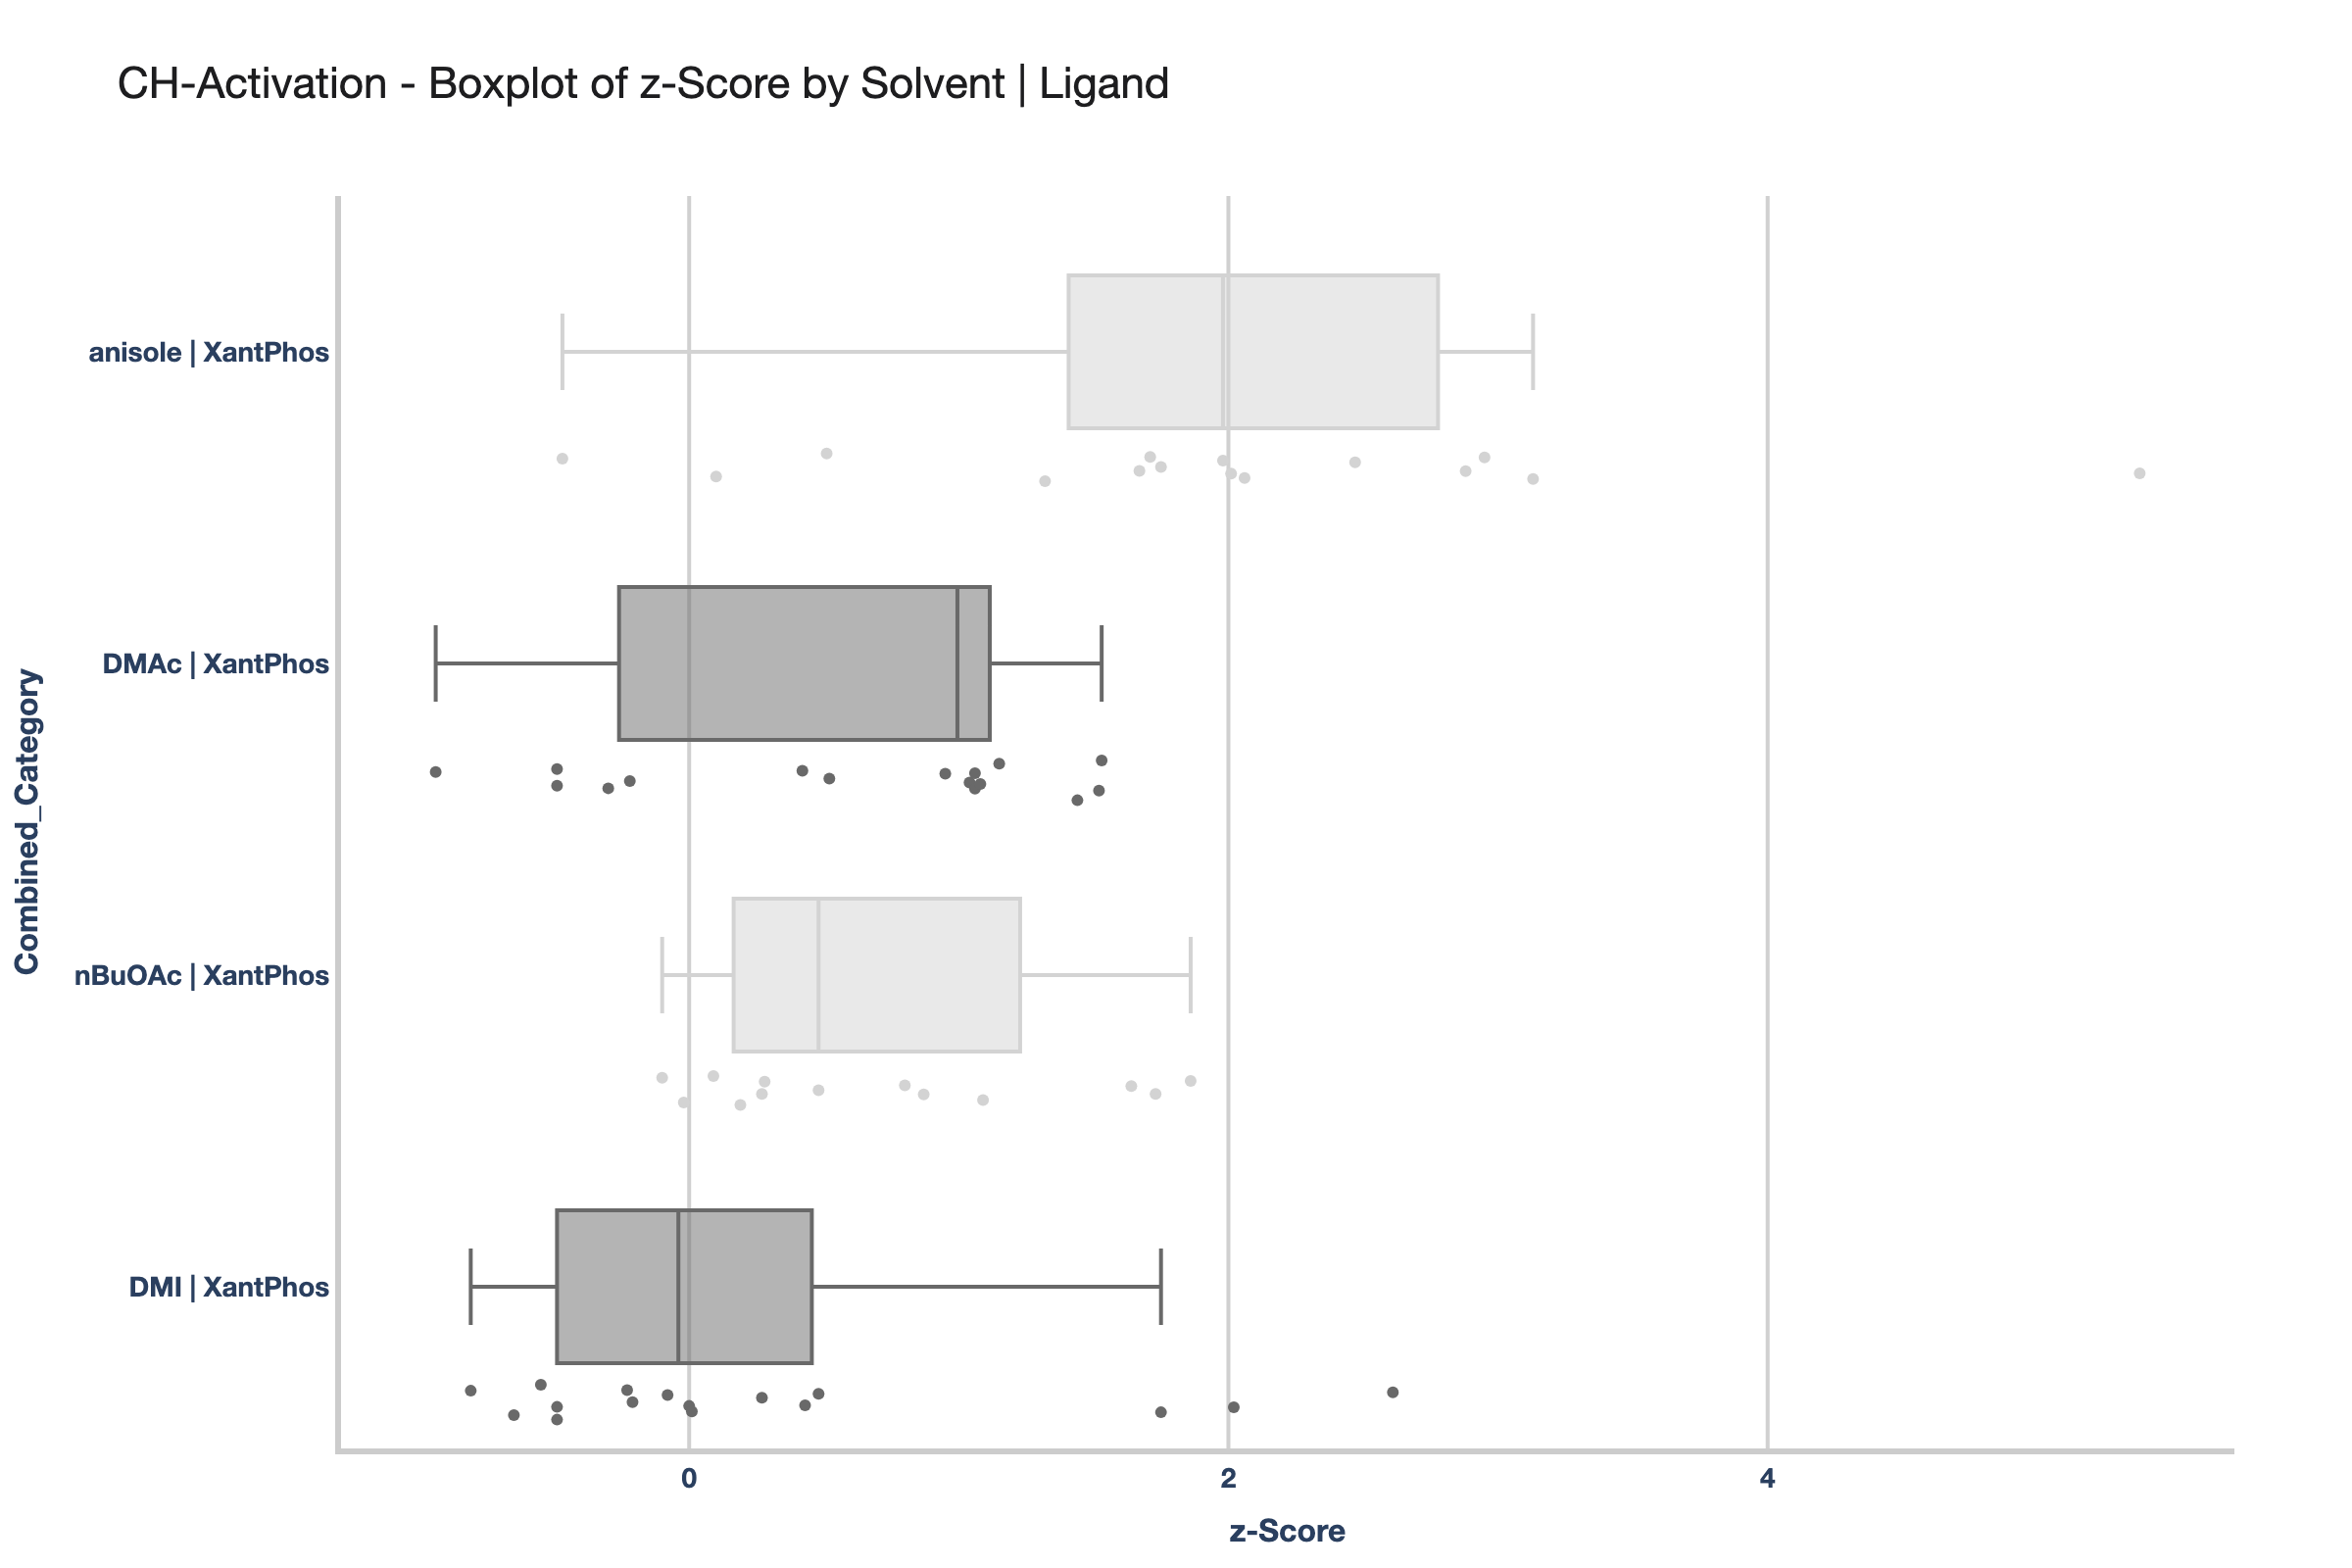 CH-Activation - Boxplot of z-Score by Solvent | Ligand
Combined_Category
anisole | XantPhos
DMAc | XantPhos
nBuOAc | XantPhos
DMI | XantPhos
0 2 4
z-Score